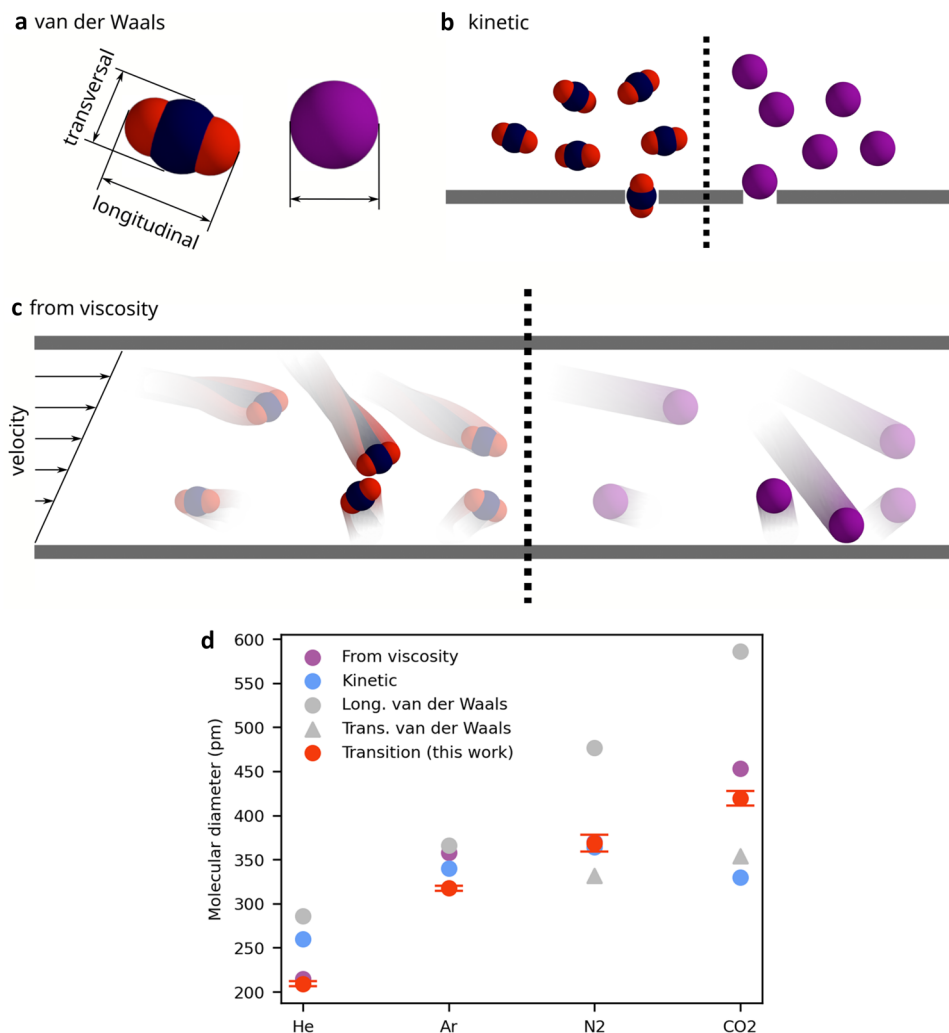 a van der Waals
transversal
longitudinal
b kinetic
c from viscosity
velocity
d
Molecular diameter (pm)
600
550
500
450
400
350
300
250
200
From viscosity
Kinetic
Long. van der Waals
Trans. van der Waals
Transition (this work)
He
Ar
N2
CO2